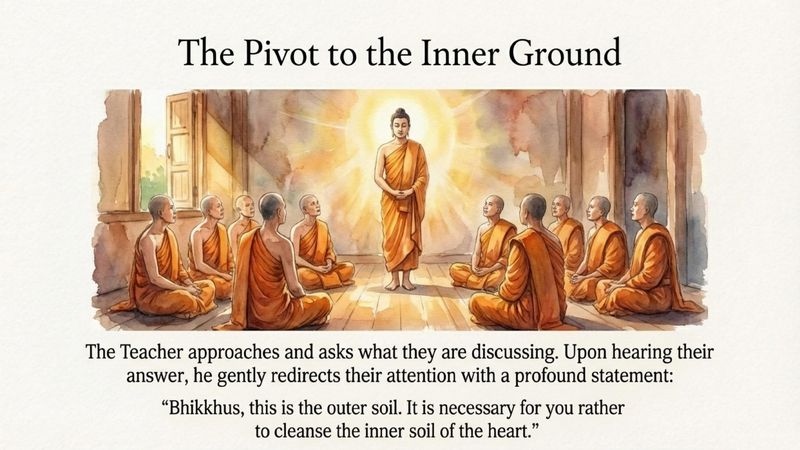 The Pivot to the Inner Ground
The Teacher approaches and asks what they are discussing. Upon hearing their
answer, he gently redirects their attention with a profound statement:
“Bhikkhus, this is the outer soil. It is necessary for you rather
to cleanse the inner soil of the heart.”